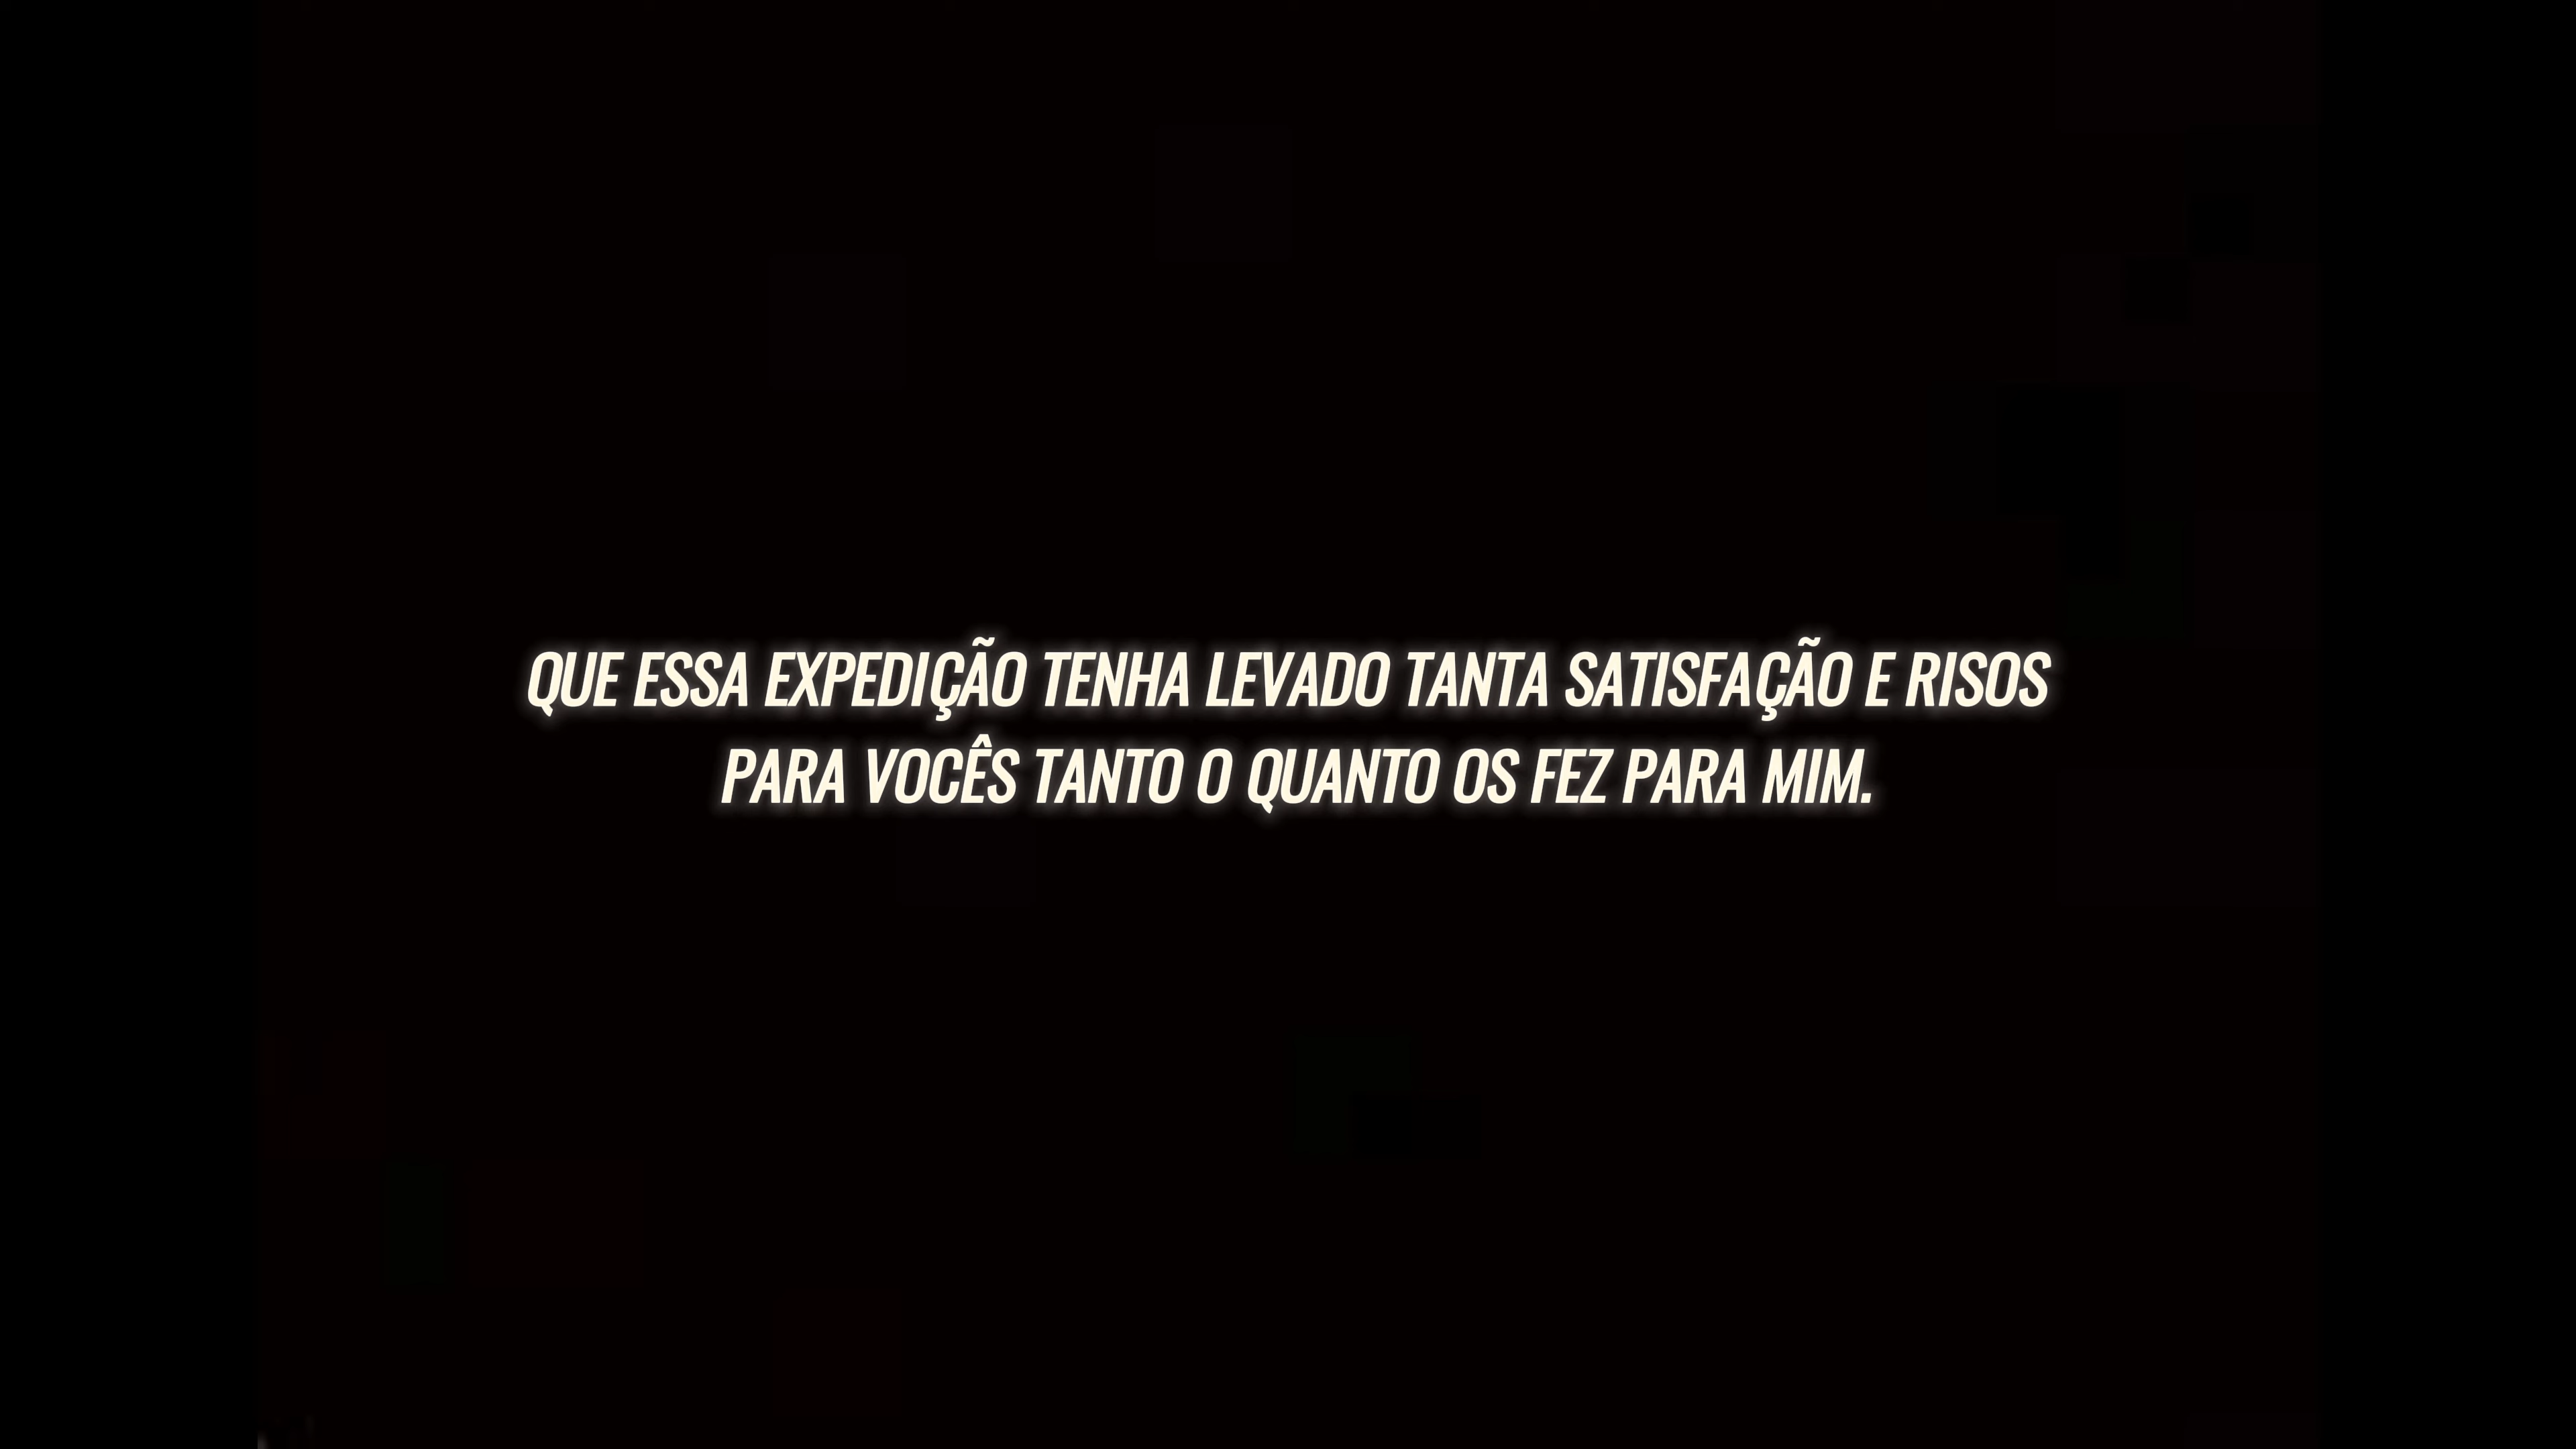 QUE ESSA EXPEDIÇÃO TENHA LEVADO TANTA SATISFAÇÃO E RISOS
PARA VOCÊS TANTO O QUANTO OS FEZ PARA MIM.